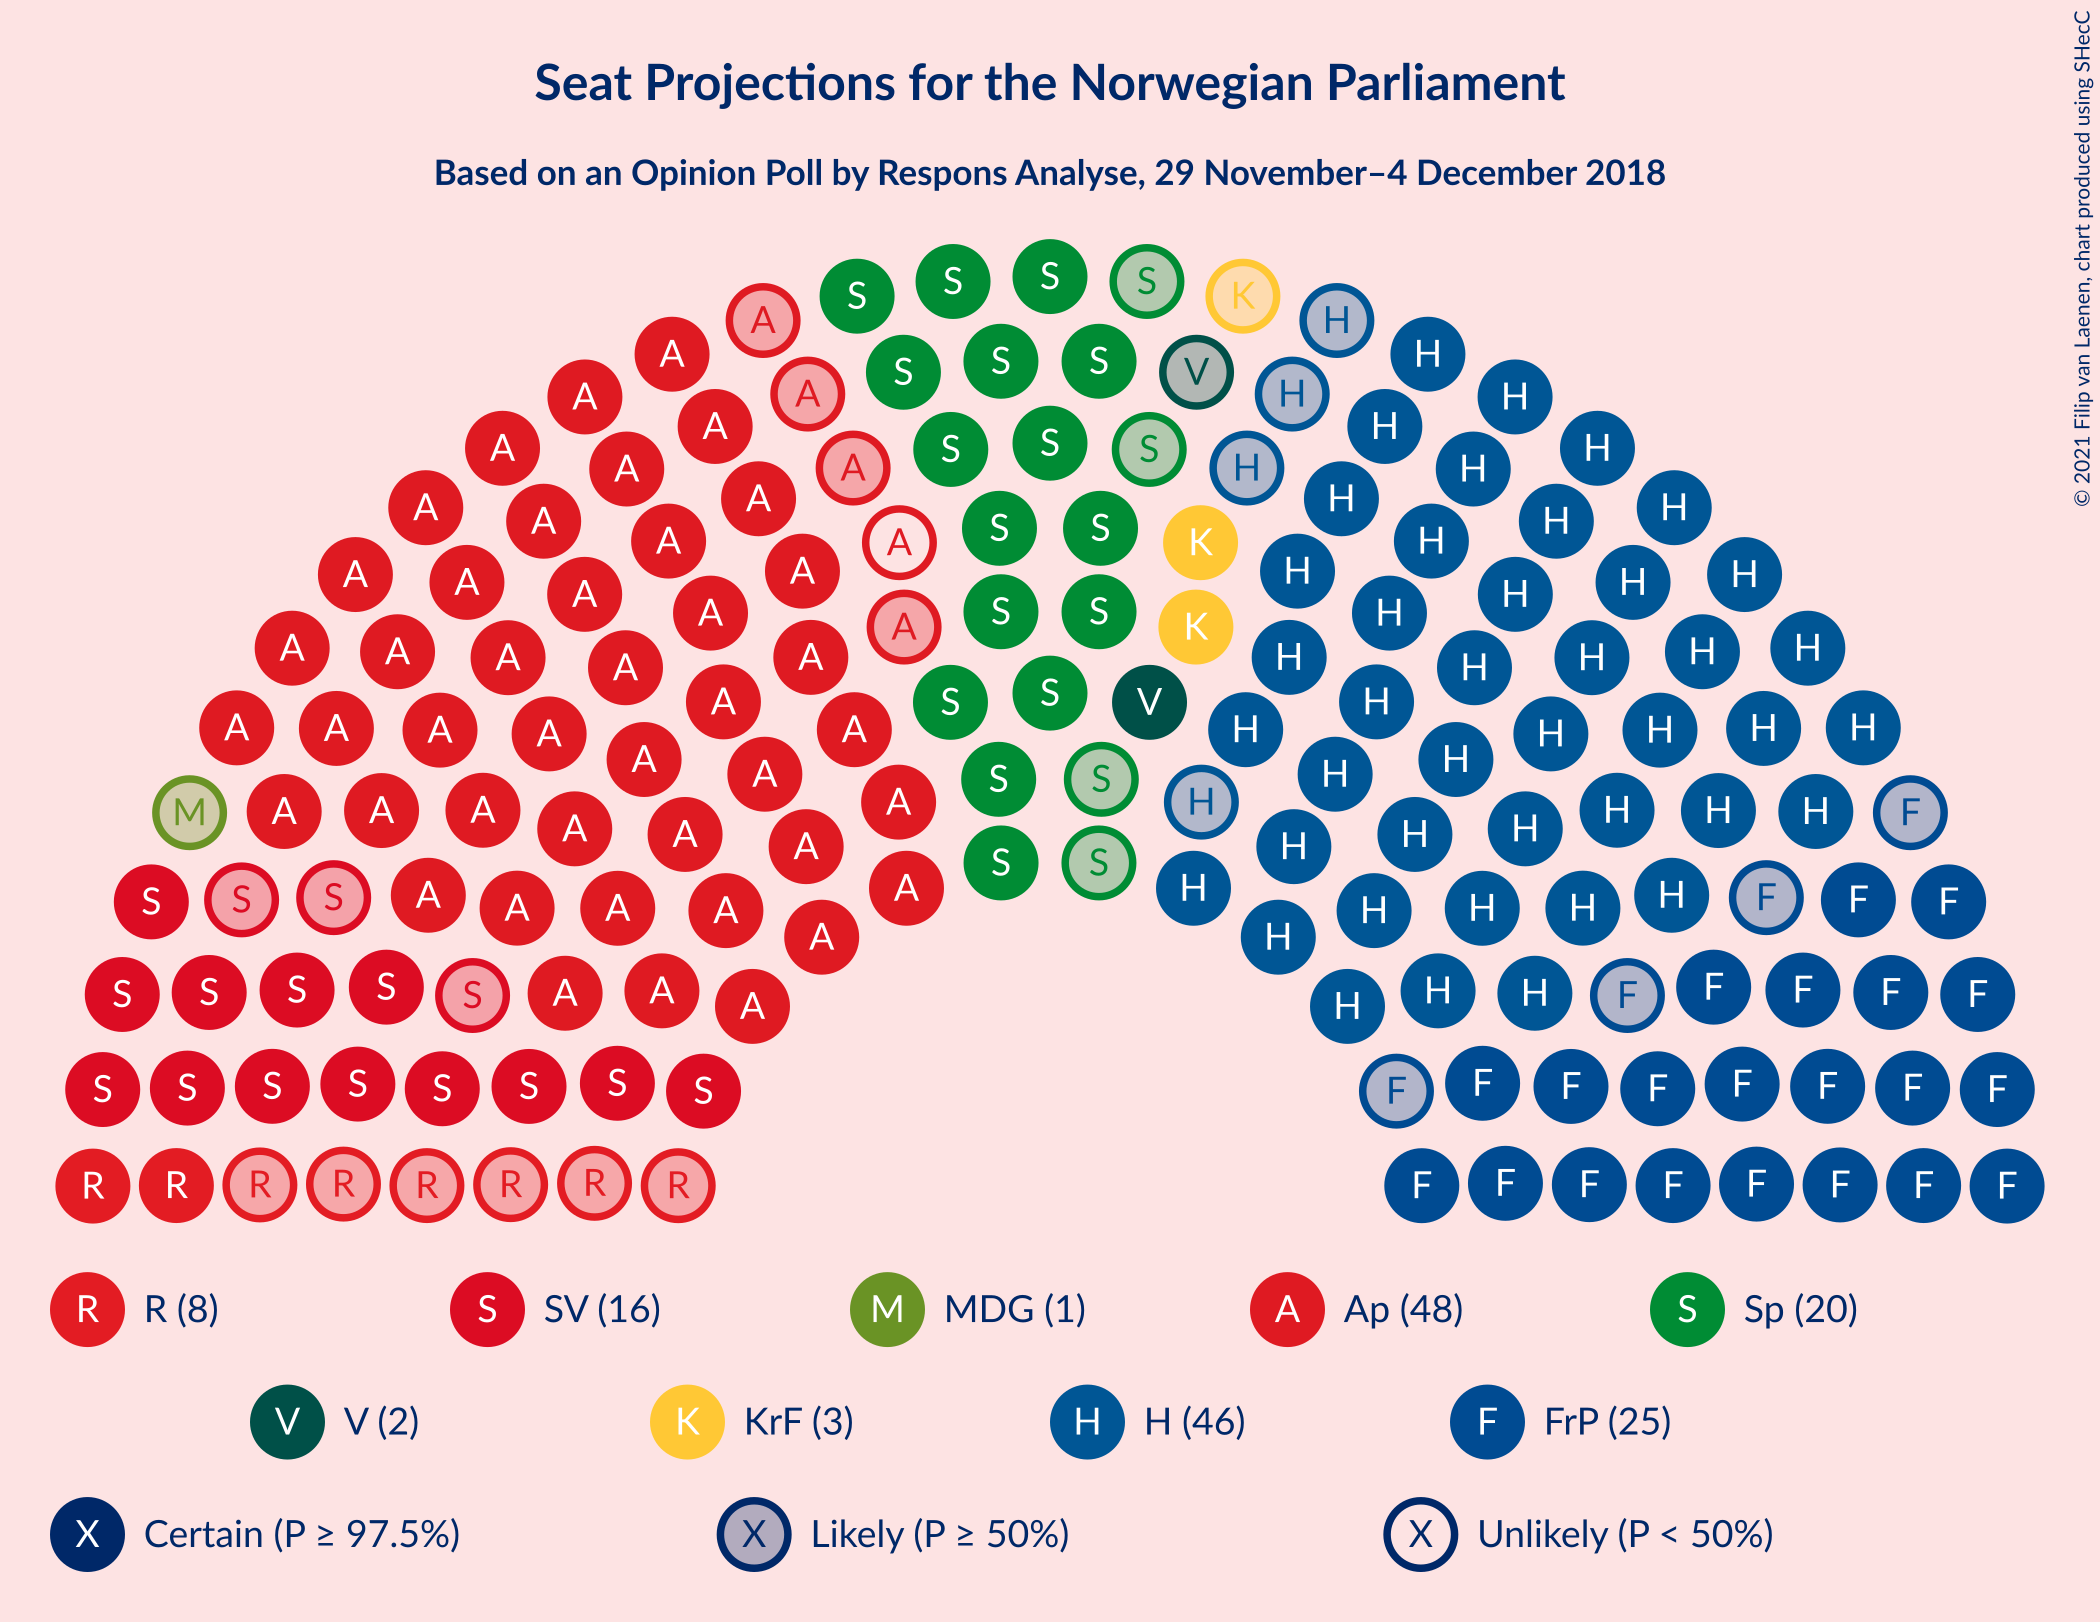 Seat Projections for the Norwegian Parliament
Based on an Opinion Poll by Respons Analyse, 29 November–4 December 2018
© 2021 Filip van Laenen, chart produced using SHecC
S S S S K
A H
A H
A S S S V H H
A A H H
A A S S S H H H
A A A A H H H H
A A A S S K H H H
A A A A H H H H
A A A A A S S K H H H H H
A A A A A A S S V H H H H H H
A A A A A A A H H H H H H H
M A A A A A A A S S H H H H H H H F
S S S A A A A A A S S H H H H H H F F F
S S S S S A A A H H H F F F F F
S S S S S S S S F F F F F F F F
R R R R R R R R F F F F F F F F
R R (8) S SV (16) M MDG (1) A Ap (48) S Sp (20)
V V (2) K KrF (3) H H (46) F FrP (25)
X Certain (P ≥ 97.5%) X Likely (P ≥ 50%) X Unlikely (P < 50%)